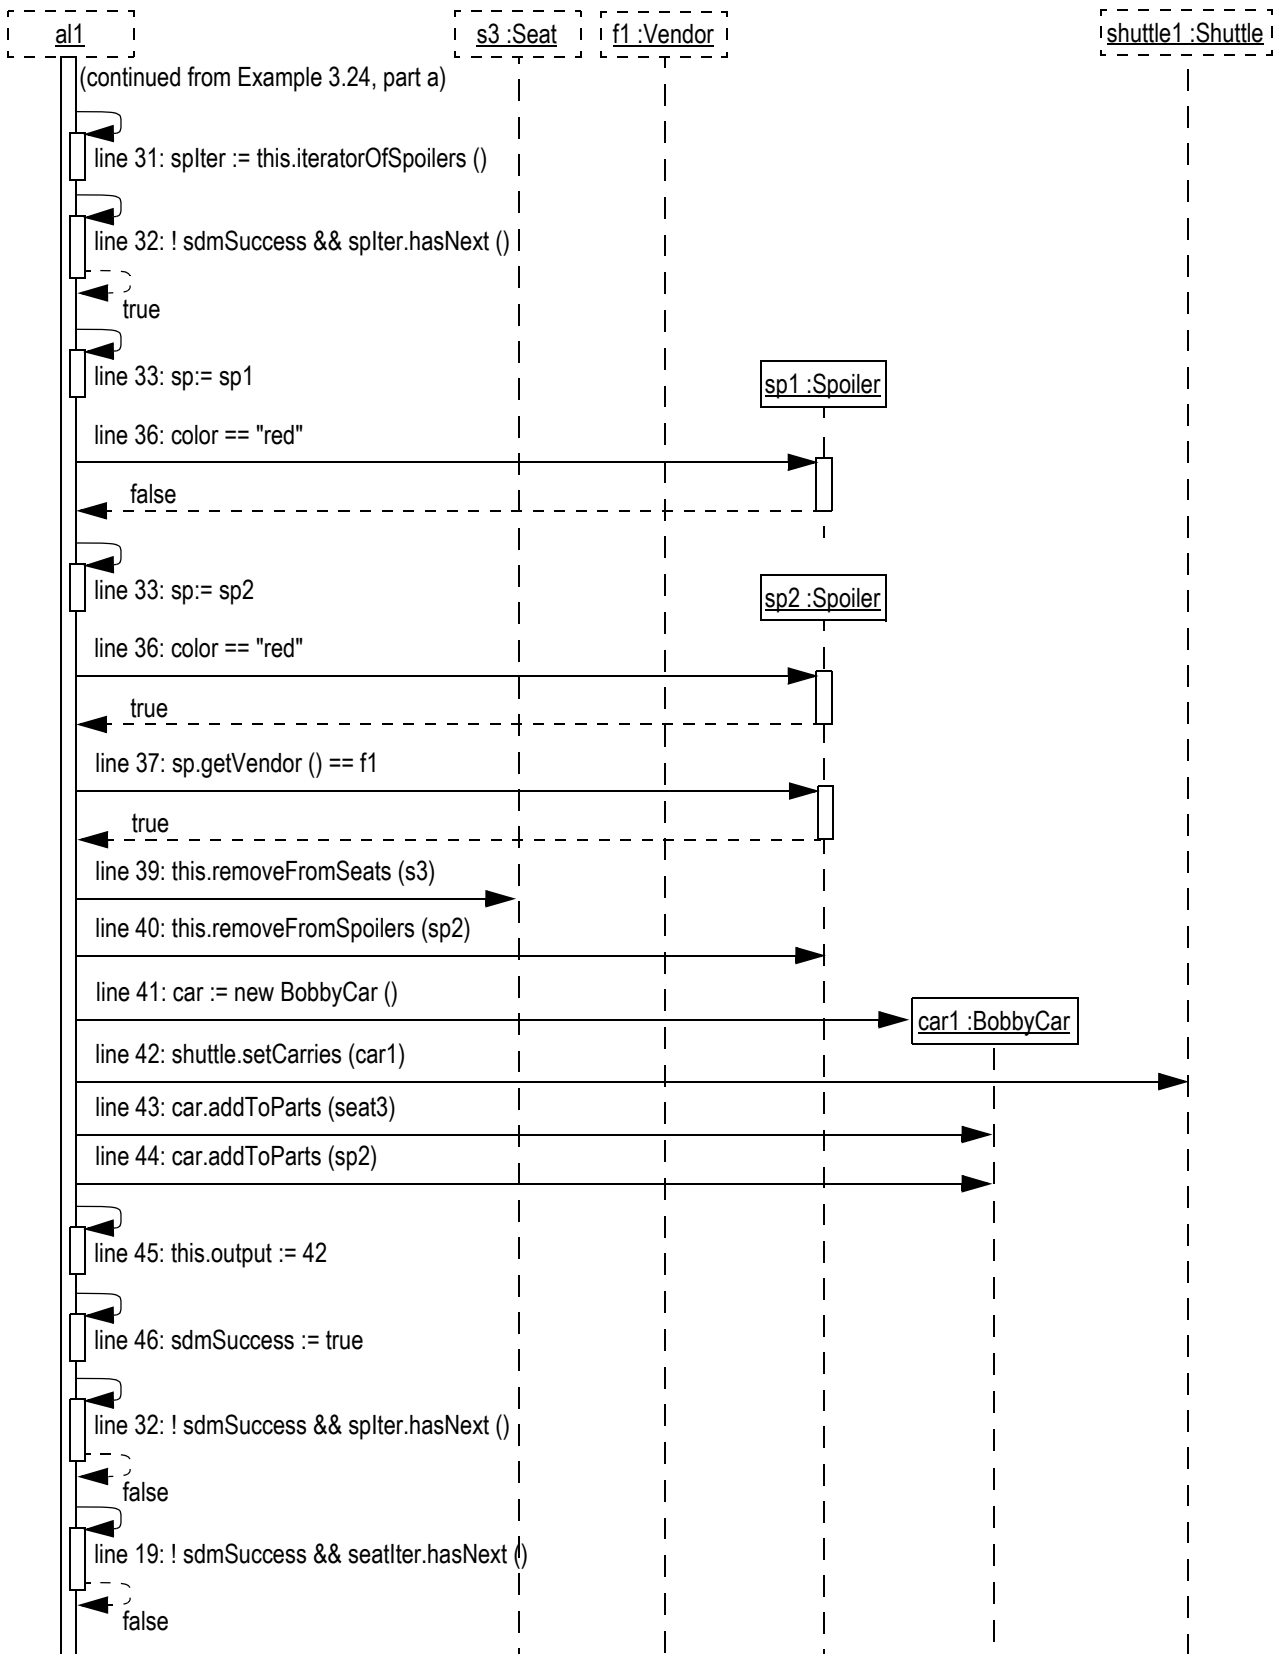 al1
s3 :Seat
f1 :Vendor
shuttle1 :Shuttle
(continued from Example 3.24, part a)
line 31: spIter := this.iteratorOfSpoilers ()
line 32: ! sdmSuccess && spIter.hasNext ()
true
line 33: sp:= sp1
sp1 :Spoiler
line 36: color == "red"
false
line 33: sp:= sp2
sp2 :Spoiler
line 36: color == "red"
true
line 37: sp.getVendor () == f1
true
line 39: this.removeFromSeats (s3)
line 40: this.removeFromSpoilers (sp2)
line 41: car := new BobbyCar ()
car1 :BobbyCar
line 42: shuttle.setCarries (car1)
line 43: car.addToParts (seat3)
line 44: car.addToParts (sp2)
line 45: this.output := 42
line 46: sdmSuccess := true
line 32: ! sdmSuccess && spIter.hasNext ()
false
line 19: ! sdmSuccess && seatIter.hasNext ()
false